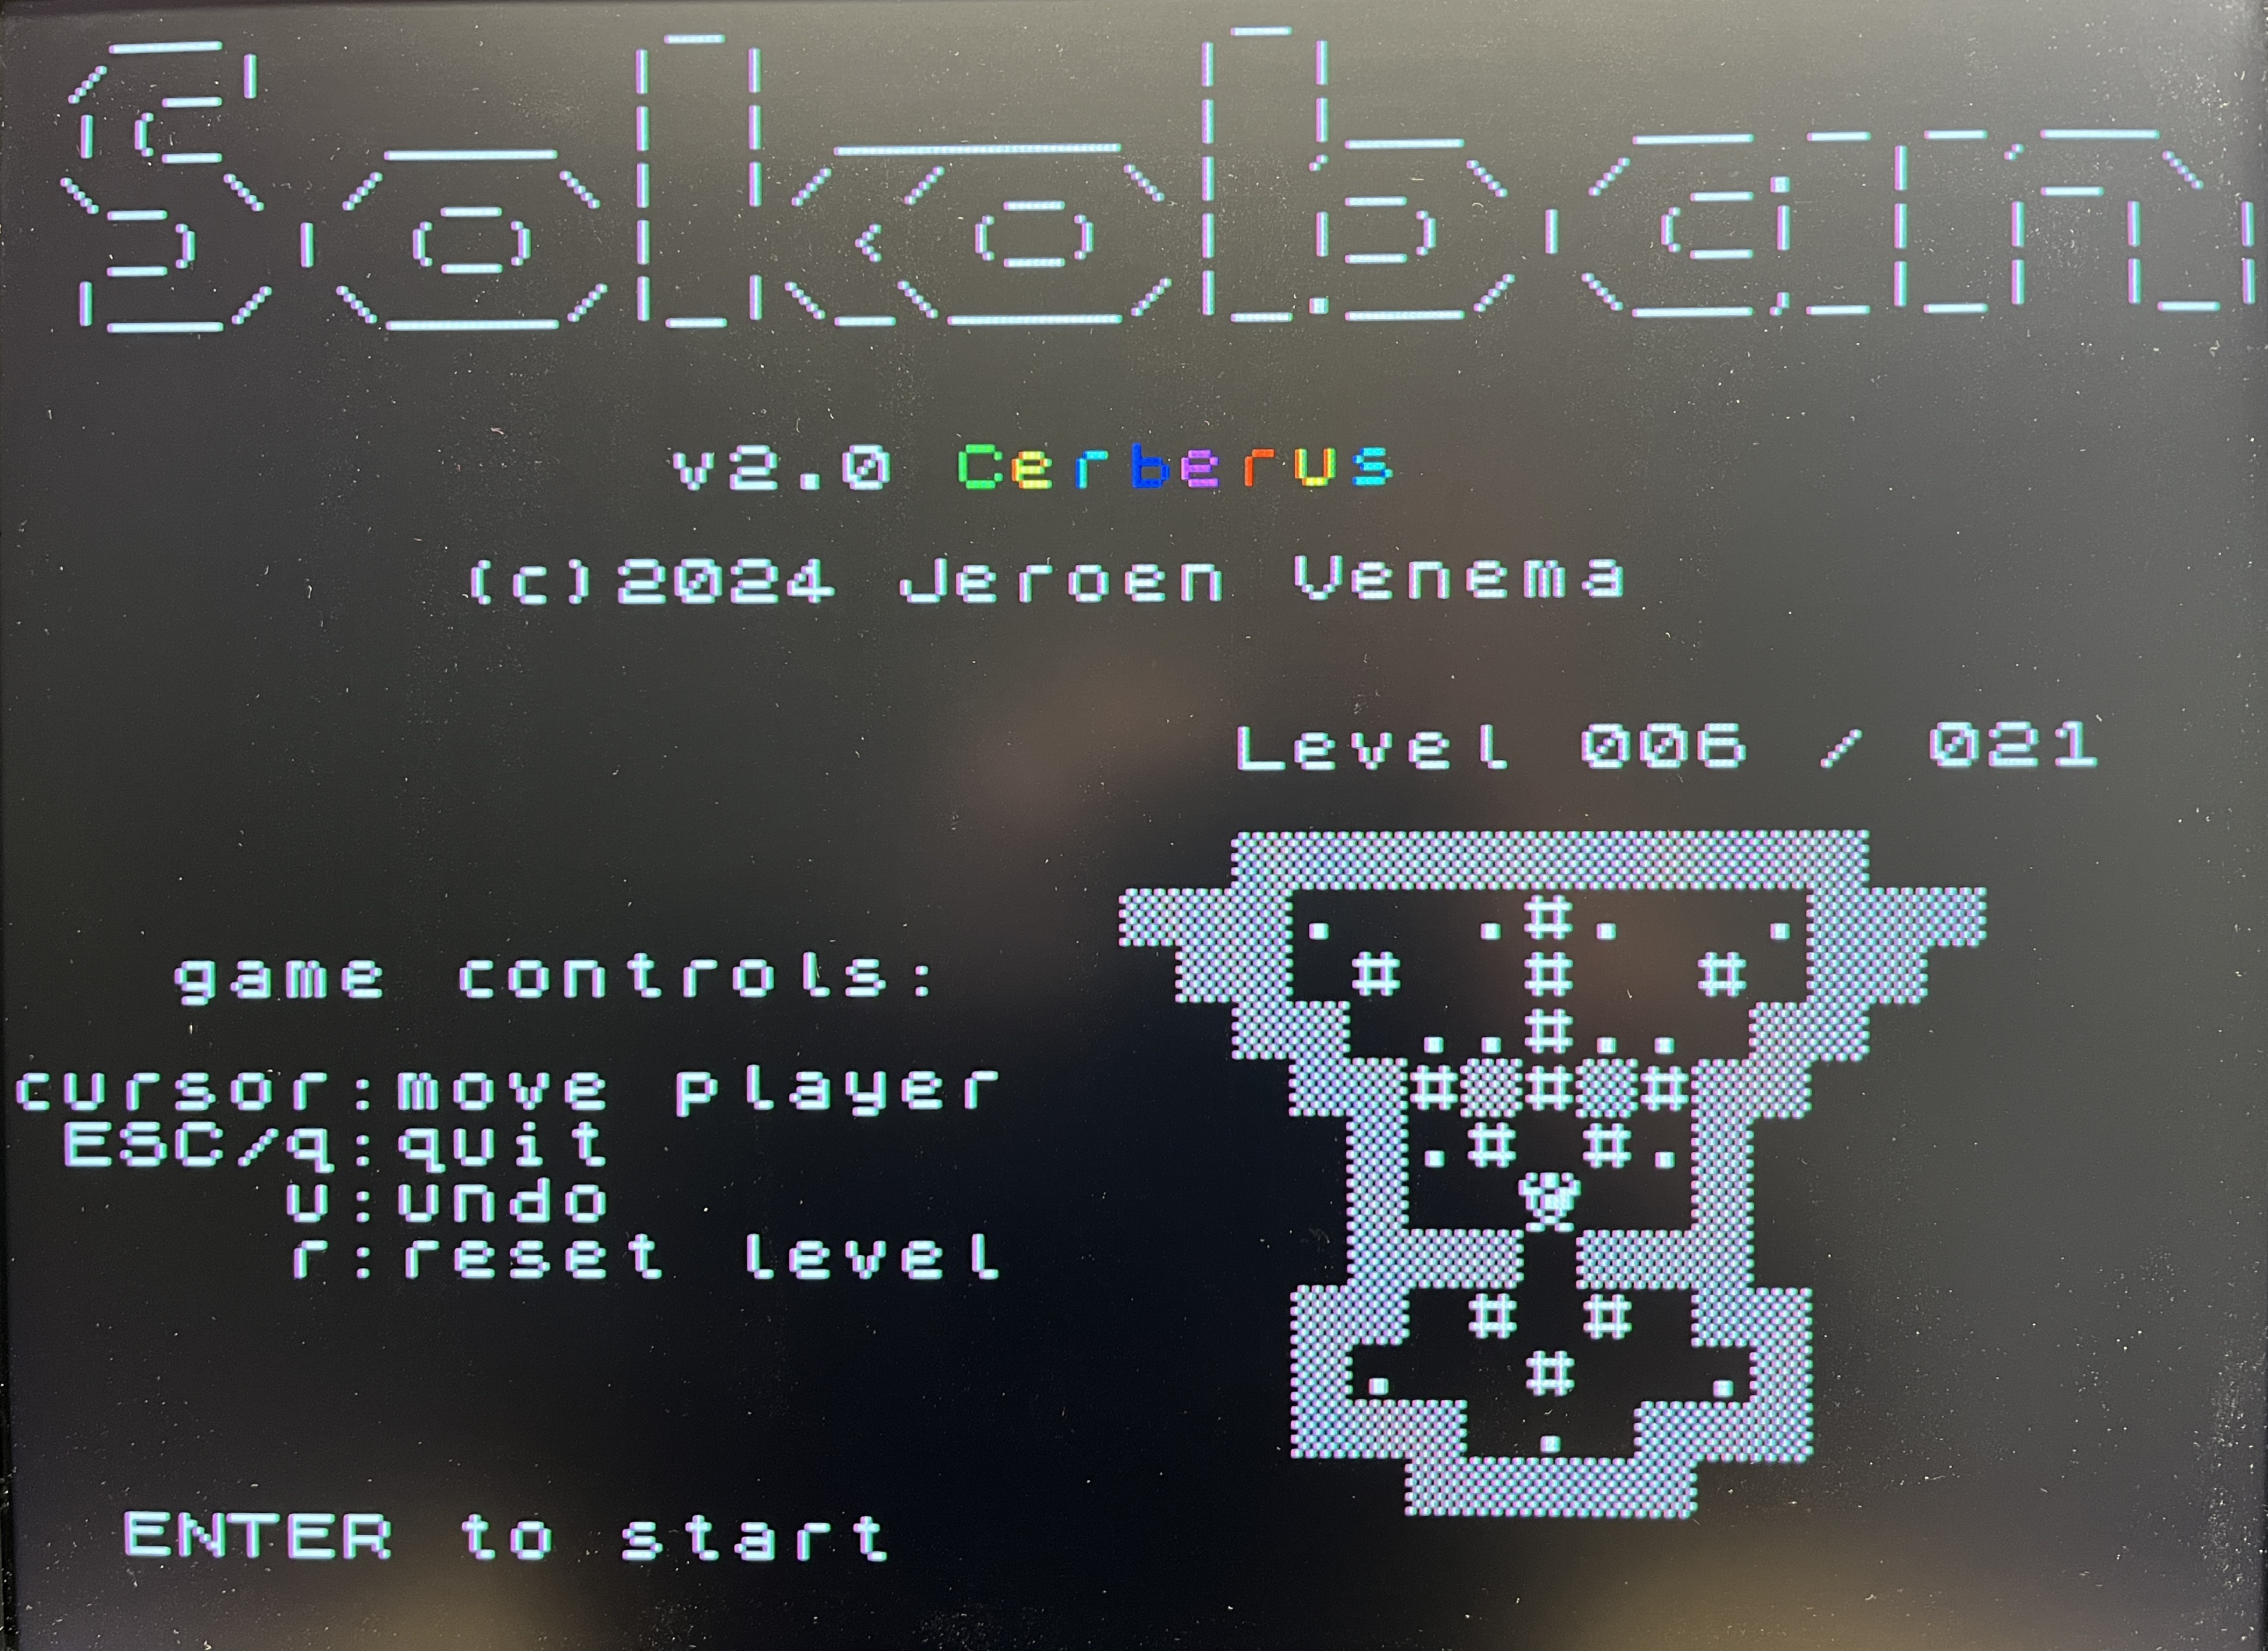 Sokoban
v2.0 Cerberus
(c)2024 Jeroen Venema
Level 006 / 021
game controls:
cursor:move player
ESC/q:quit
u:undo
r:reset level
ENTER to start